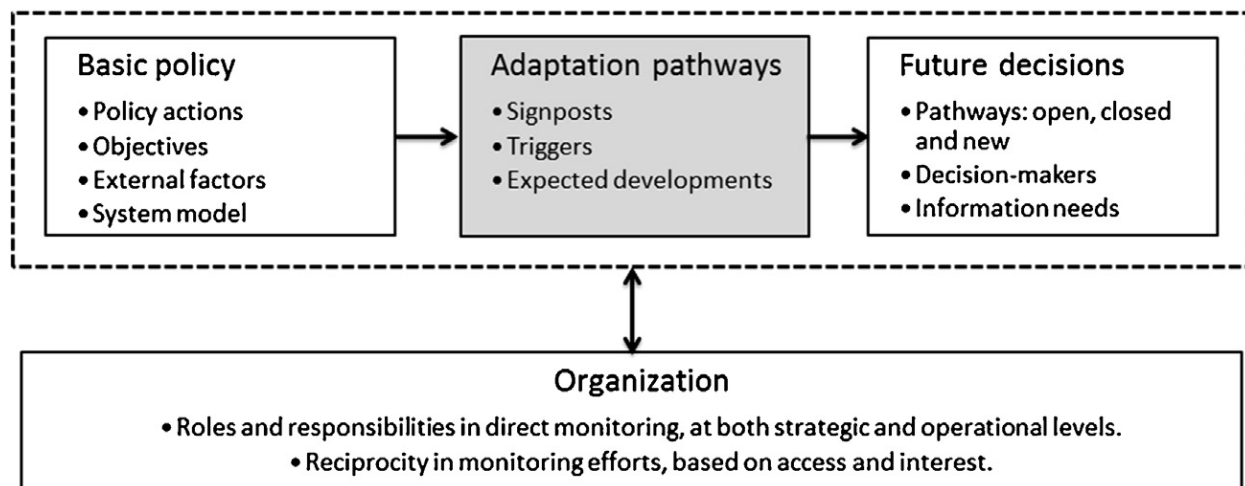 Basic policy
• Policy actions
• Objectives
• External factors
• System model
Adaptation pathways
• Signposts
• Triggers
• Expected developments
Future decisions
• Pathways: open, closed
and new
• Decision-makers
• Information needs
Organization
• Roles and responsibilities in direct monitoring, at both strategic and operational levels.
• Reciprocity in monitoring efforts, based on access and interest.